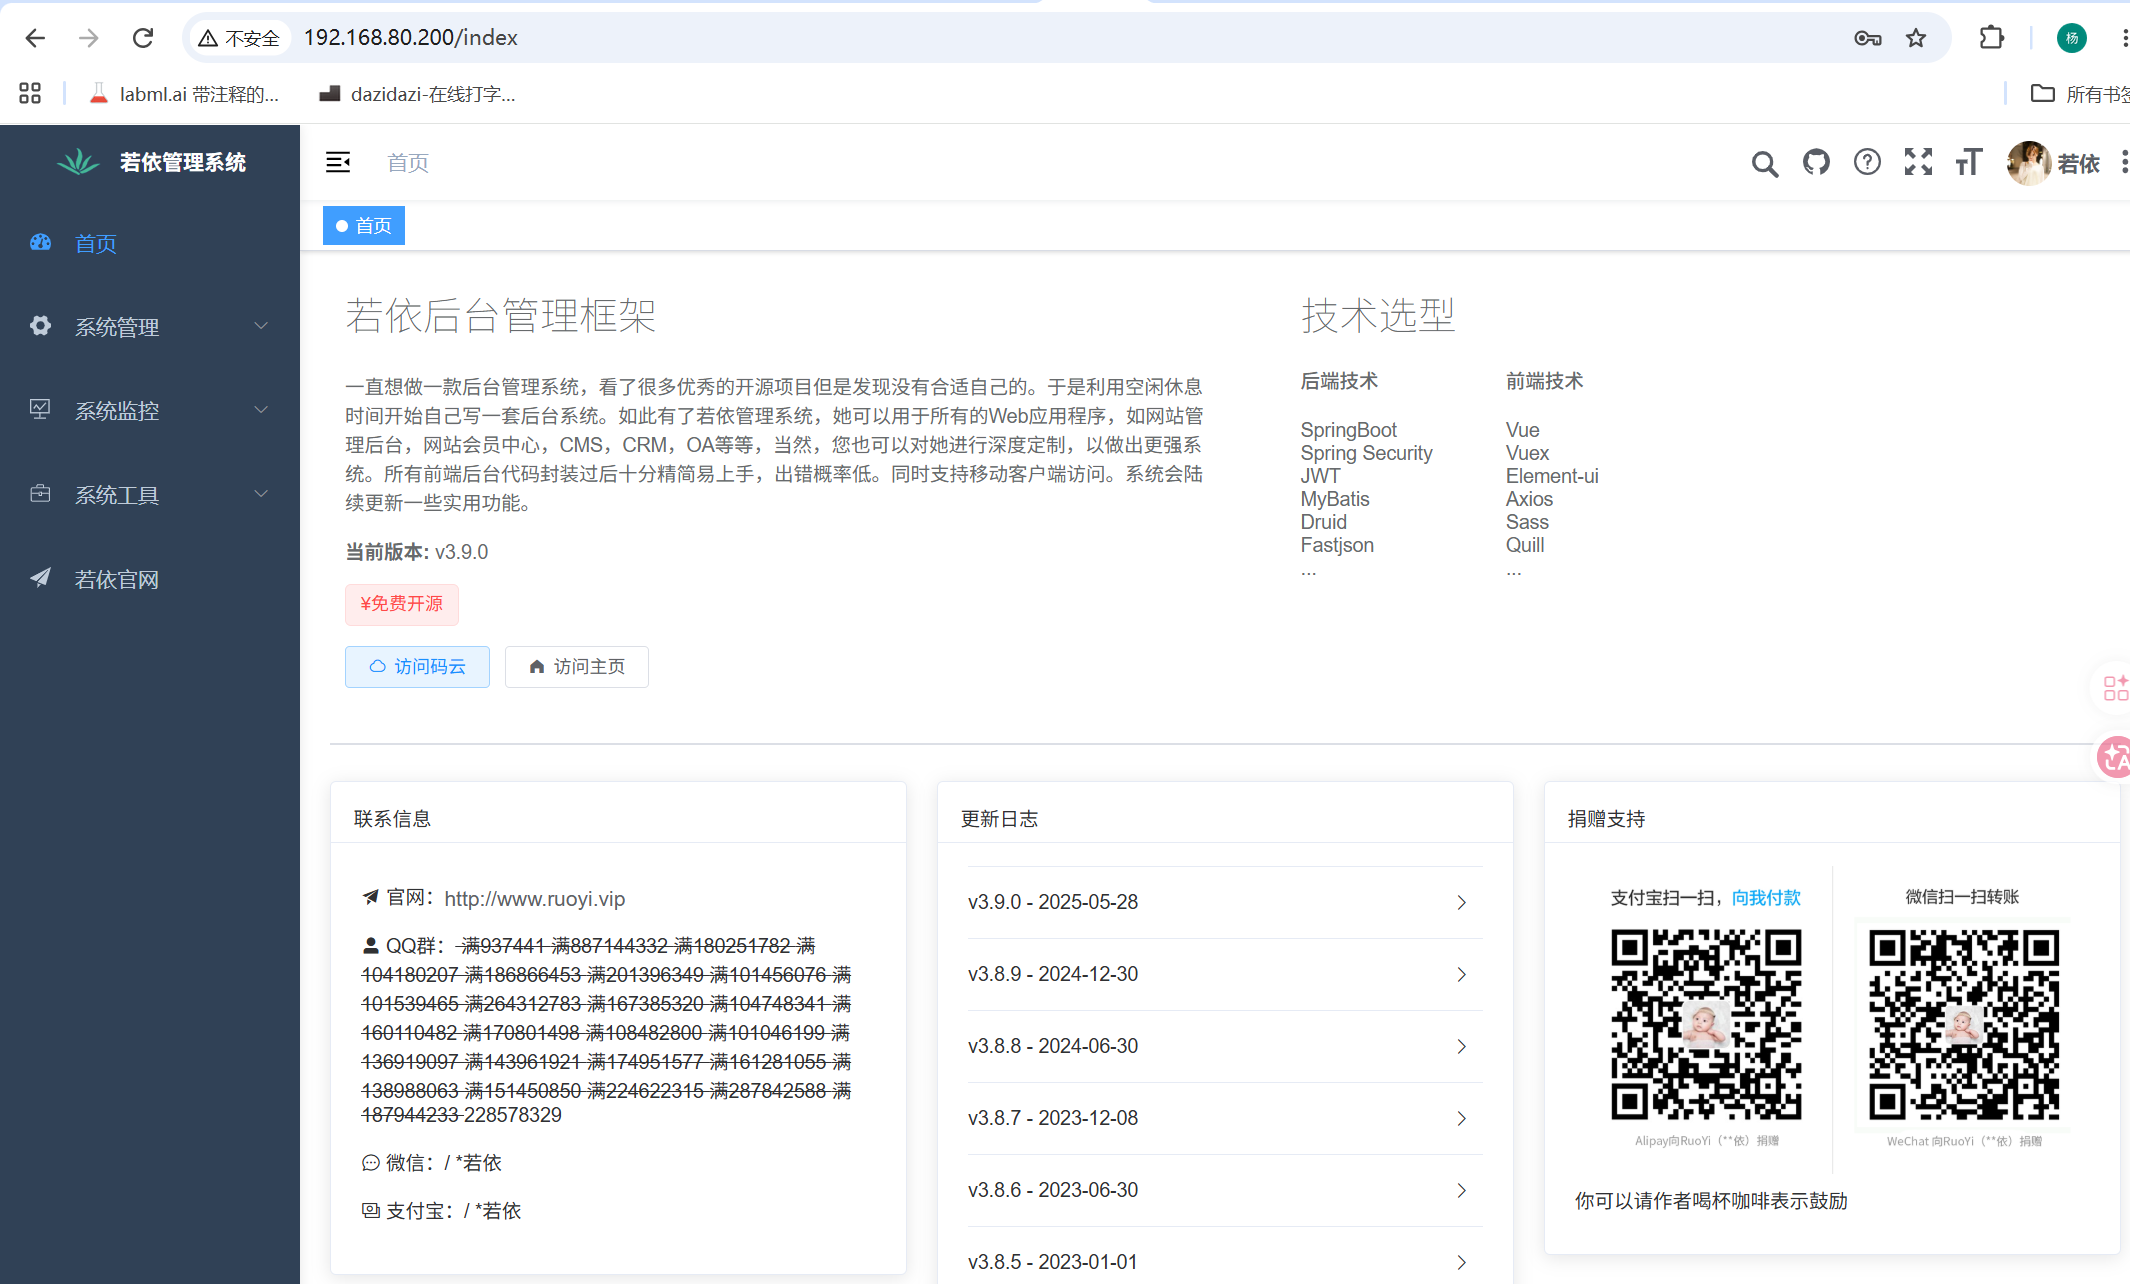 不安全
192.168.80.200/index
杨
labml.ai 带注释的...
dazidazi-在线打字...
所有书签
若依管理系统
首页
若依
首页
系统管理
系统监控
系统工具
若依官网
首页
若依后台管理框架
一直想做一款后台管理系统，看了很多优秀的开源项目但是发现没有合适自己的。于是利用空闲休息
时间开始自己写一套后台系统。如此有了若依管理系统，她可以用于所有的Web应用程序，如网站管
理后台，网站会员中心，CMS，CRM，OA等等，当然，您也可以对她进行深度定制，以做出更强系
统。所有前端后台代码封装过后十分精简易上手，出错概率低。同时支持移动客户端访问。系统会陆
续更新一些实用功能。
当前版本: v3.9.0
¥免费开源
访问码云
访问主页
技术选型
后端技术
SpringBoot
Spring Security
JWT
MyBatis
Druid
Fastjson
...
前端技术
Vue
Vuex
Element-ui
Axios
Sass
Quill
...
联系信息
官网：http://www.ruoyi.vip
QQ群： 满937441 满887144332 满180251782 满
104180207 满186866453 满201396349 满101456076 满
101539465 满264312783 满167385320 满104748341 满
160110482 满170801498 满108482800 满101046199 满
136919097 满143961921 满174951577 满161281055 满
138988063 满151450850 满224622315 满287842588 满
187944233 228578329
微信：/ *若依
支付宝：/ *若依
更新日志
v3.9.0 - 2025-05-28
v3.8.9 - 2024-12-30
v3.8.8 - 2024-06-30
v3.8.7 - 2023-12-08
v3.8.6 - 2023-06-30
v3.8.5 - 2023-01-01
捐赠支持
支付宝扫一扫，向我付款
Alipay向RuoYi（**依）捐赠
微信扫一扫转账
WeChat 向RuoYi（**依）捐赠
你可以请作者喝杯咖啡表示鼓励